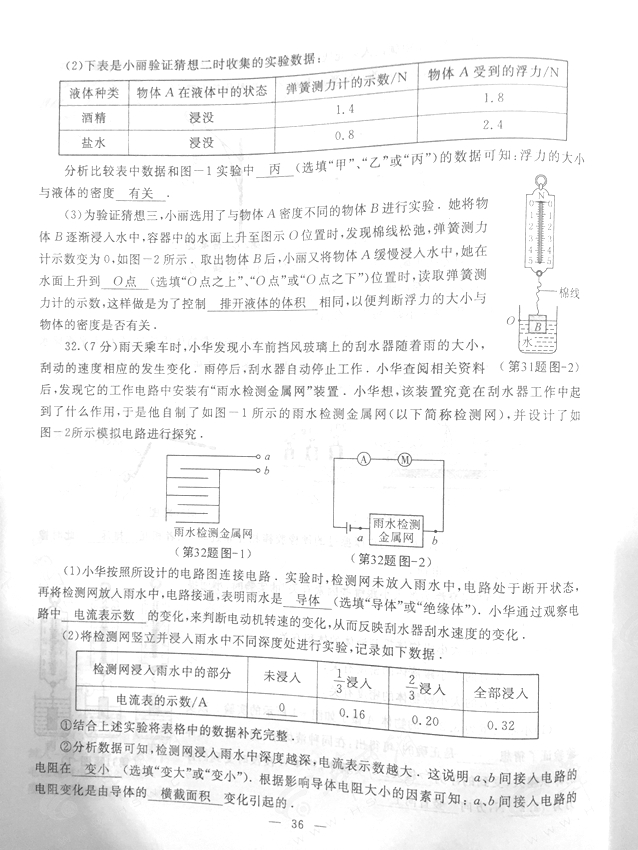 (2)下表是小丽验证猜想二时收集的实验数据:
液体种类 物体 A 在液体中的状态 弹簧测力计的示数/N 物体 A 受到的浮力/N
酒精 浸没 1.4 1.8
盐水 浸没 0.8 2.4
分析比较表中数据和图－1 实验中 丙 (选填“甲”、“乙”或“丙”)的数据可知:浮力的大小
与液体的密度 有关 .
(3)为验证猜想三,小丽选用了与物体 A 密度不同的物体 B 进行实验. 她将物
体 B 逐渐浸入水中,容器中的水面上升至图示 O 位置时,发现棉线松弛,弹簧测力
计示数变为 0,如图－2 所示. 取出物体 B 后,小丽又将物体 A 缓慢浸入水中,她在
水面上升到 O点 (选填“O 点之上”、“O 点”或“O 点之下”)位置时,读取弹簧测
力计的示数,这样做是为了控制 排开液体的体积 相同,以便判断浮力的大小与
物体的密度是否有关.
N
0 0
1 1
2 2
3 3
4 4
5 5
棉线
O
B
水
(第31题图-2)
32.(7 分)雨天乘车时,小华发现小车前挡风玻璃上的刮水器随着雨的大小,
刮动的速度相应的发生变化. 雨停后,刮水器自动停止工作. 小华查阅相关资料
后,发现它的工作电路中安装有“雨水检测金属网”装置. 小华想,该装置究竟在刮水器工作中起
到了什么作用,于是他自制了如图－1 所示的雨水检测金属网(以下简称检测网),并设计了如
图－2所示模拟电路进行探究.
a
b
雨水检测金属网
(第32题图-1)
A M
雨水检测
金属网
a b
(第32题图-2)
(1)小华按照所设计的电路图连接电路. 实验时,检测网未放入雨水中,电路处于断开状态,
再将检测网放入雨水中,电路接通,表明雨水是 导体 (选填“导体”或“绝缘体”). 小华通过观察电
路中 电流表示数 的变化,来判断电动机转速的变化,从而反映刮水器刮水速度的变化.
(2)将检测网竖立并浸入雨水中不同深度处进行实验,记录如下数据.
检测网浸入雨水中的部分 未浸入 1/3浸入 2/3浸入 全部浸入
电流表的示数/A 0 0.16 0.20 0.32
①结合上述实验将表格中的数据补充完整.
②分析数据可知,检测网浸入雨水中深度越深,电流表示数越大. 这说明 a、b 间接入电路的
电阻在 变小 (选填“变大”或“变小”). 根据影响导体电阻大小的因素可知: a、b 间接入电路的
电阻变化是由导体的 横截面积 变化引起的.
— 36 —